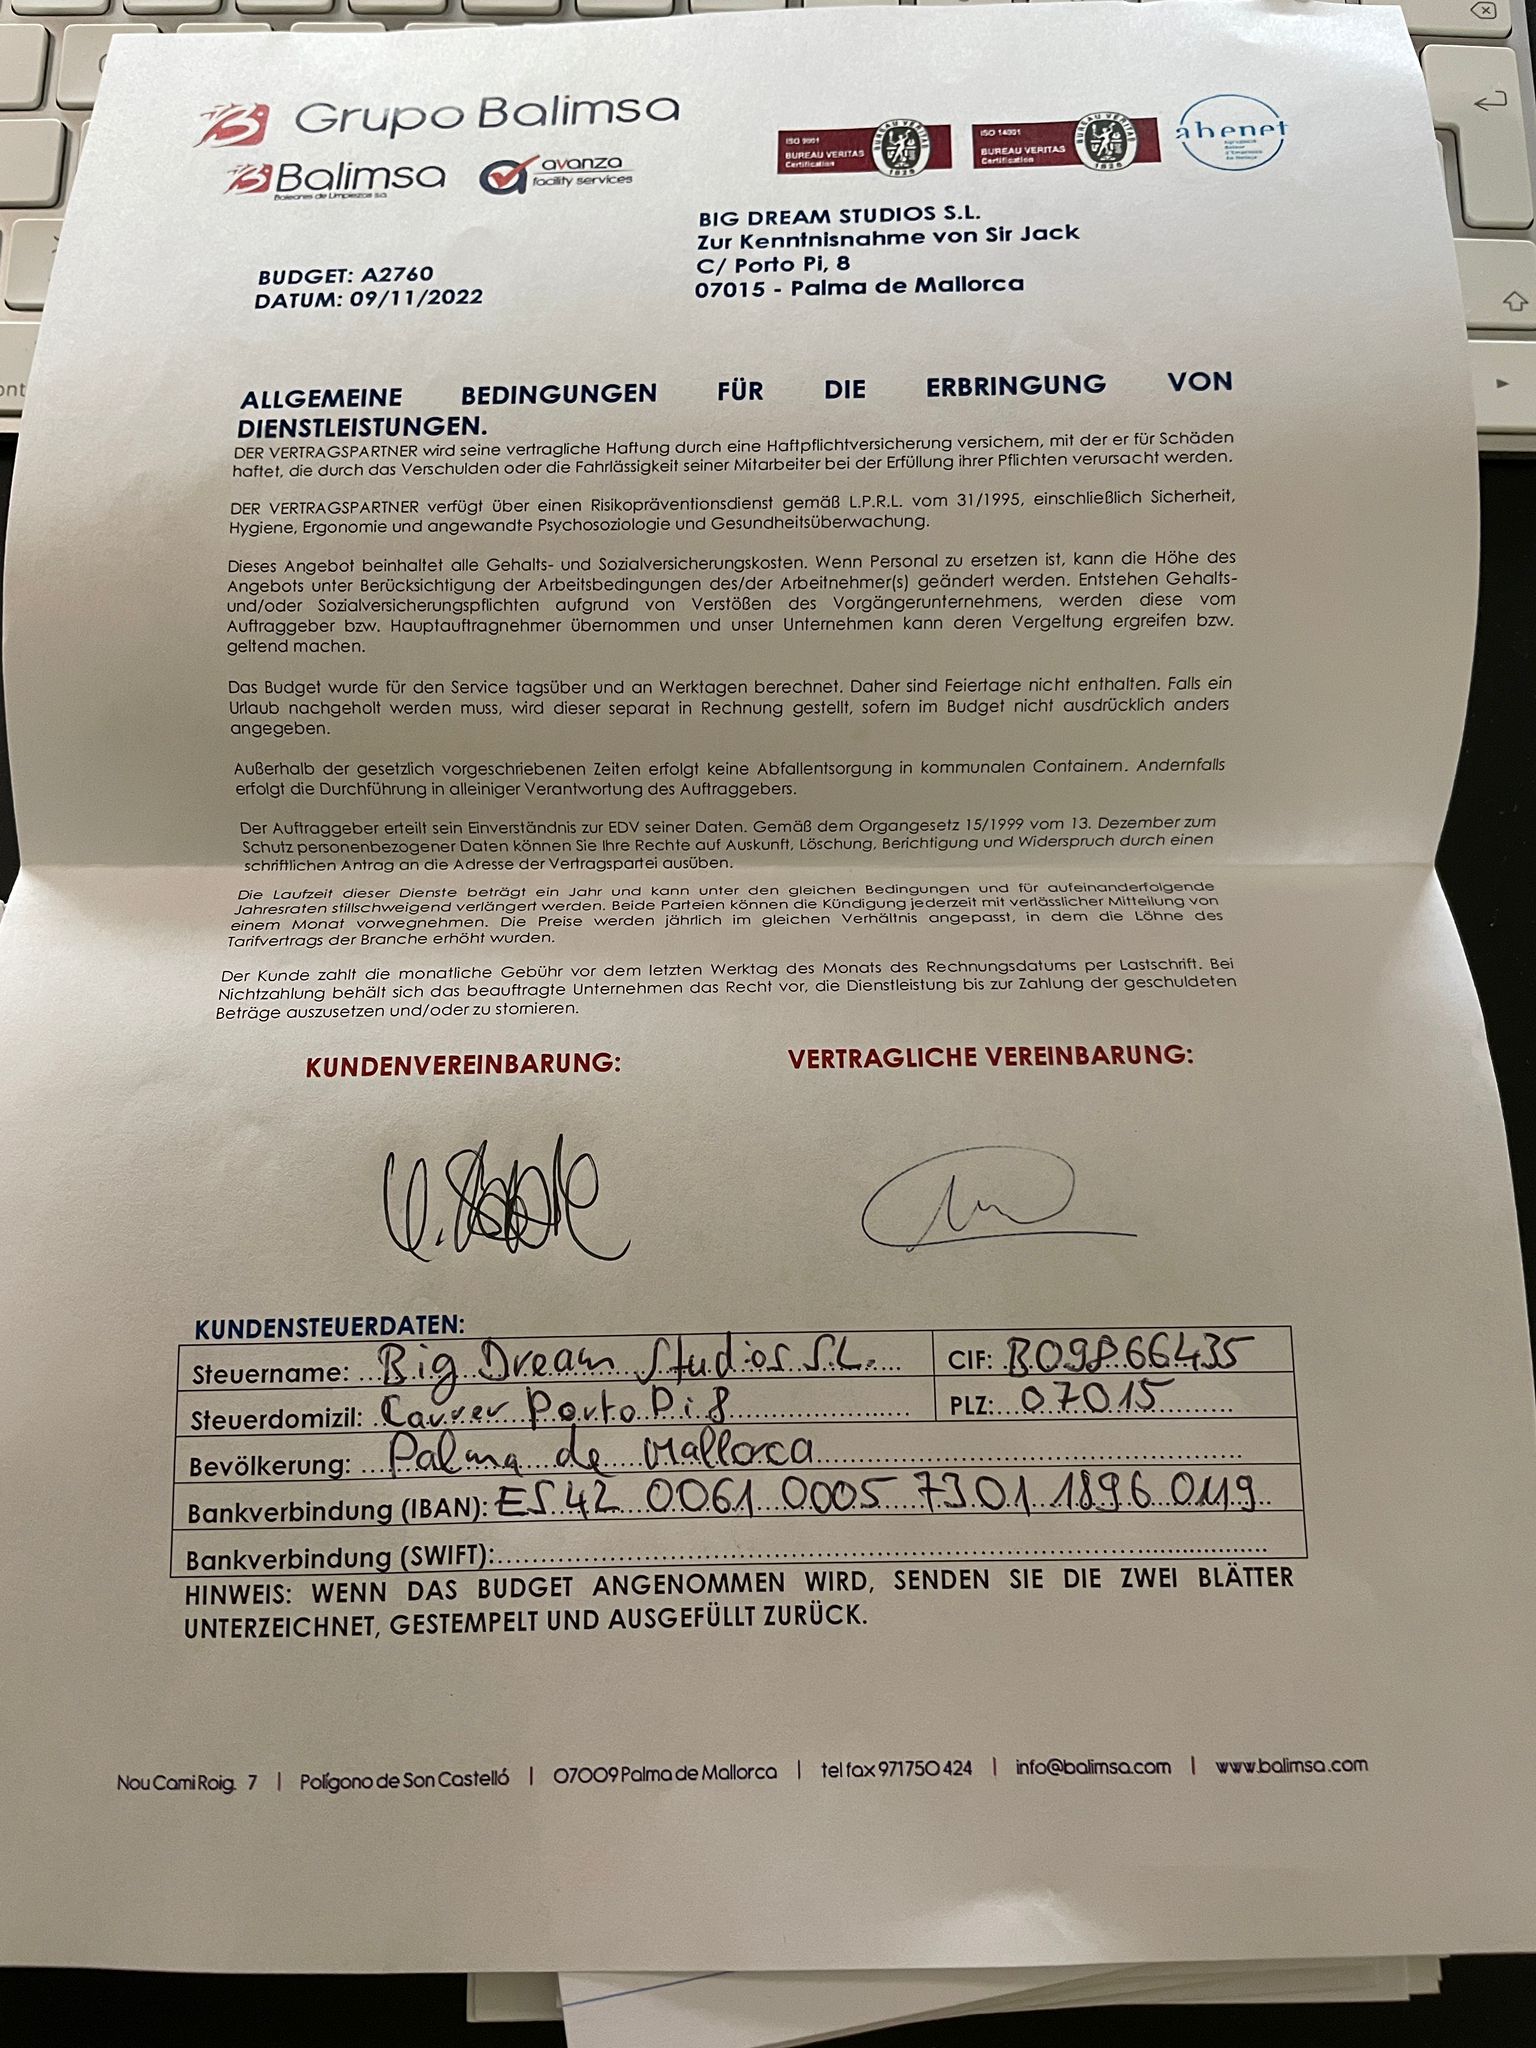 Grupo Balimsa
Balimsa
Baleares de Limpiezas s.a.
avanza
facility services
ISO 9001
BUREAU VERITAS
Certification
BUREAU VERITAS
1828
ISO 14001
BUREAU VERITAS
Certification
BUREAU VERITAS
1828
abenet
BIG DREAM STUDIOS S.L.
Zur Kenntnisnahme von Sir Jack
C/ Porto Pi, 8
07015 - Palma de Mallorca
BUDGET: A2760
DATUM: 09/11/2022
ALLGEMEINE BEDINGUNGEN FÜR DIE ERBRINGUNG VON
DIENSTLEISTUNGEN.
DER VERTRAGSPARTNER wird seine vertragliche Haftung durch eine Haftpflichtversicherung versichern, mit der er für Schäden
haftet, die durch das Verschulden oder die Fahrlässigkeit seiner Mitarbeiter bei der Erfüllung ihrer Pflichten verursacht werden.
DER VERTRAGSPARTNER verfügt über einen Risikopräventionsdienst gemäß L.P.R.L. vom 31/1995, einschließlich Sicherheit,
Hygiene, Ergonomie und angewandte Psychosoziologie und Gesundheitsüberwachung.
Dieses Angebot beinhaltet alle Gehalts- und Sozialversicherungskosten. Wenn Personal zu ersetzen ist, kann die Höhe des
Angebots unter Berücksichtigung der Arbeitsbedingungen des/der Arbeitnehmer(s) geändert werden. Entstehen Gehalts-
und/oder Sozialversicherungspflichten aufgrund von Verstößen des Vorgängerunternehmens, werden diese vom
Auftraggeber bzw. Hauptauftragnehmer übernommen und unser Unternehmen kann deren Vergeltung ergreifen bzw.
geltend machen.
Das Budget wurde für den Service tagsüber und an Werktagen berechnet. Daher sind Feiertage nicht enthalten. Falls ein
Urlaub nachgeholt werden muss, wird dieser separat in Rechnung gestellt, sofern im Budget nicht ausdrücklich anders
angegeben.
Außerhalb der gesetzlich vorgeschriebenen Zeiten erfolgt keine Abfallentsorgung in kommunalen Containern. Andernfalls
erfolgt die Durchführung in alleiniger Verantwortung des Auftraggebers.
Der Auftraggeber erteilt sein Einverständnis zur EDV seiner Daten. Gemäß dem Organgesetz 15/1999 vom 13. Dezember zum
Schutz personenbezogener Daten können Sie Ihre Rechte auf Auskunft, Löschung, Berichtigung und Widerspruch durch einen
schriftlichen Antrag an die Adresse der Vertragspartei ausüben.
Die Laufzeit dieser Dienste beträgt ein Jahr und kann unter den gleichen Bedingungen und für aufeinanderfolgende
Jahresraten stillschweigend verlängert werden. Beide Parteien können die Kündigung jederzeit mit verlässlicher Mitteilung von
einem Monat vorwegnehmen. Die Preise werden jährlich im gleichen Verhältnis angepasst, in dem die Löhne des
Tarifvertrags der Branche erhöht wurden.
Der Kunde zahlt die monatliche Gebühr vor dem letzten Werktag des Monats des Rechnungsdatums per Lastschrift. Bei
Nichtzahlung behält sich das beauftragte Unternehmen das Recht vor, die Dienstleistung bis zur Zahlung der geschuldeten
Beträge auszusetzen und/oder zu stornieren.
KUNDENVEREINBARUNG: VERTRAGLICHE VEREINBARUNG:
KUNDENSTEUERDATEN:
Steuername: Big Dream Studios S.L. CIF: B09866435
Steuerdomizil: Carrer Porto Pi 8 PLZ: 07015
Bevölkerung: Palma de Mallorca
Bankverbindung (IBAN): ES42 0061 0005 7301 1896 0119
Bankverbindung (SWIFT):
HINWEIS: WENN DAS BUDGET ANGENOMMEN WIRD, SENDEN SIE DIE ZWEI BLÄTTER
UNTERZEICHNET, GESTEMPELT UND AUSGEFÜLLT ZURÜCK.
Nou Cami Roig. 7 | Polígono de Son Castelló | 07009 Palma de Mallorca | tel fax 971750 424 | info@balimsa.com | www.balimsa.com